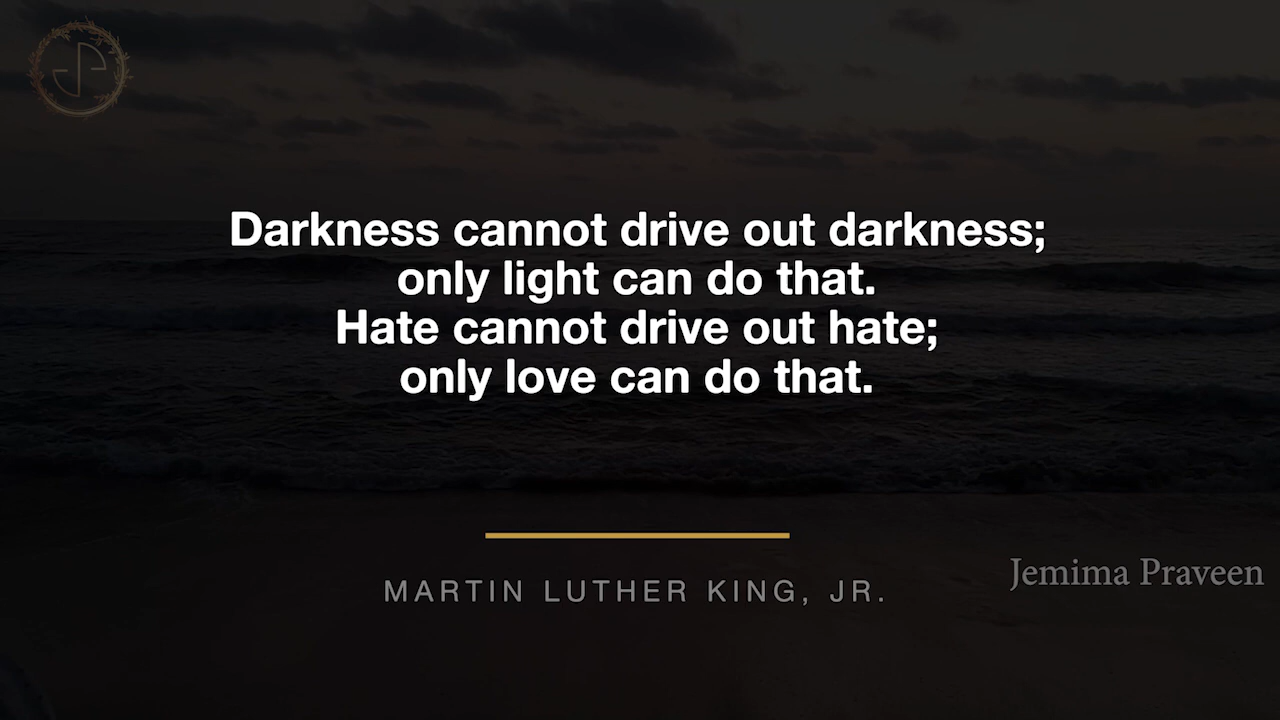 Darkness cannot drive out darkness;
only light can do that.
Hate cannot drive out hate;
only love can do that.
MARTIN LUTHER KING, JR.
Jemima Praveen